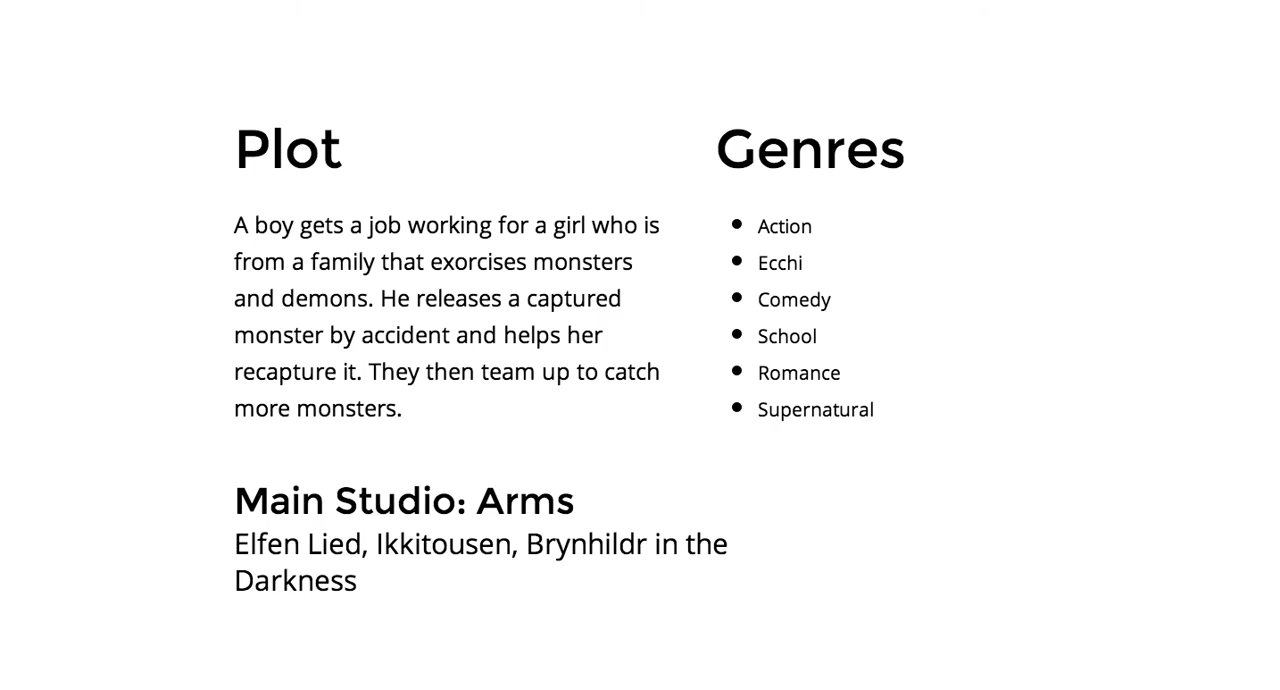 Plot
A boy gets a job working for a girl who is
from a family that exorcises monsters
and demons. He releases a captured
monster by accident and helps her
recapture it. They then team up to catch
more monsters.
Genres
Action
Ecchi
Comedy
School
Romance
Supernatural
Main Studio: Arms
Elfen Lied, Ikkitousen, Brynhildr in the
Darkness